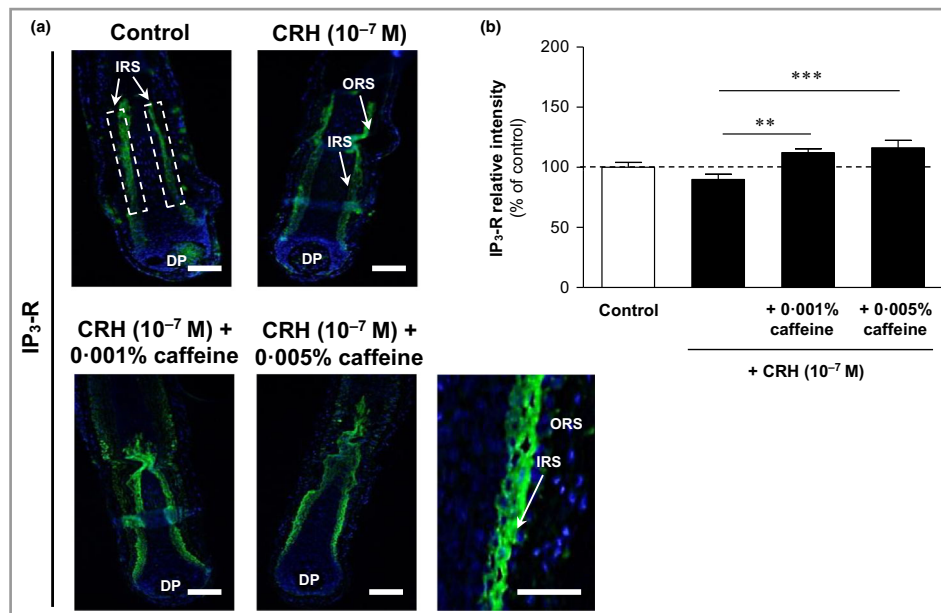 (a)
Control
CRH (10⁻⁷ M)
IRS
ORS
IRS
DP
DP
IP₃-R
CRH (10⁻⁷ M) +
0·001% caffeine
CRH (10⁻⁷ M) +
0·005% caffeine
ORS
IRS
DP
DP
(b)
IP₃-R relative intensity
(% of control)
200
150
100
50
0
***
**
Control
+ 0·001%
caffeine
+ 0·005%
caffeine
+ CRH (10⁻⁷ M)